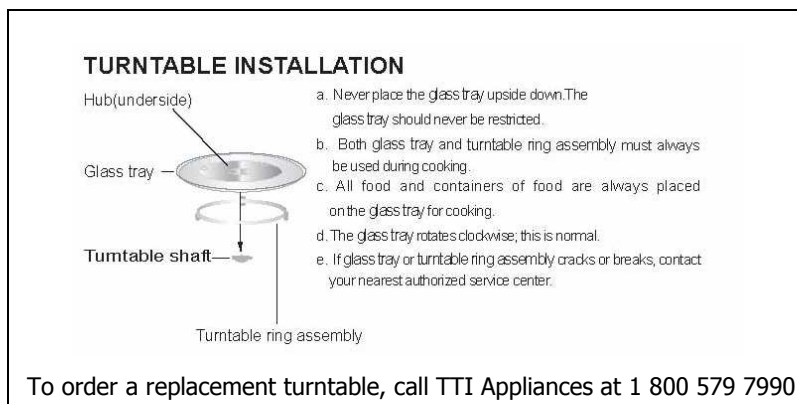 TURNTABLE INSTALLATION
Hub(underside)
Glass tray
Turntable shaft
Turntable ring assembly
a. Never place the glass tray upside down.The
glass tray should never be restricted.
b. Both glass tray and turntable ring assembly must always
be used during cooking.
c. All food and containers of food are always placed
on the glass tray for cooking.
d. The glass tray rotates clockwise; this is normal.
e. If glass tray or turntable ring assembly cracks or breaks, contact
your nearest authorized service center.
To order a replacement turntable, call TTI Appliances at 1 800 579 7990